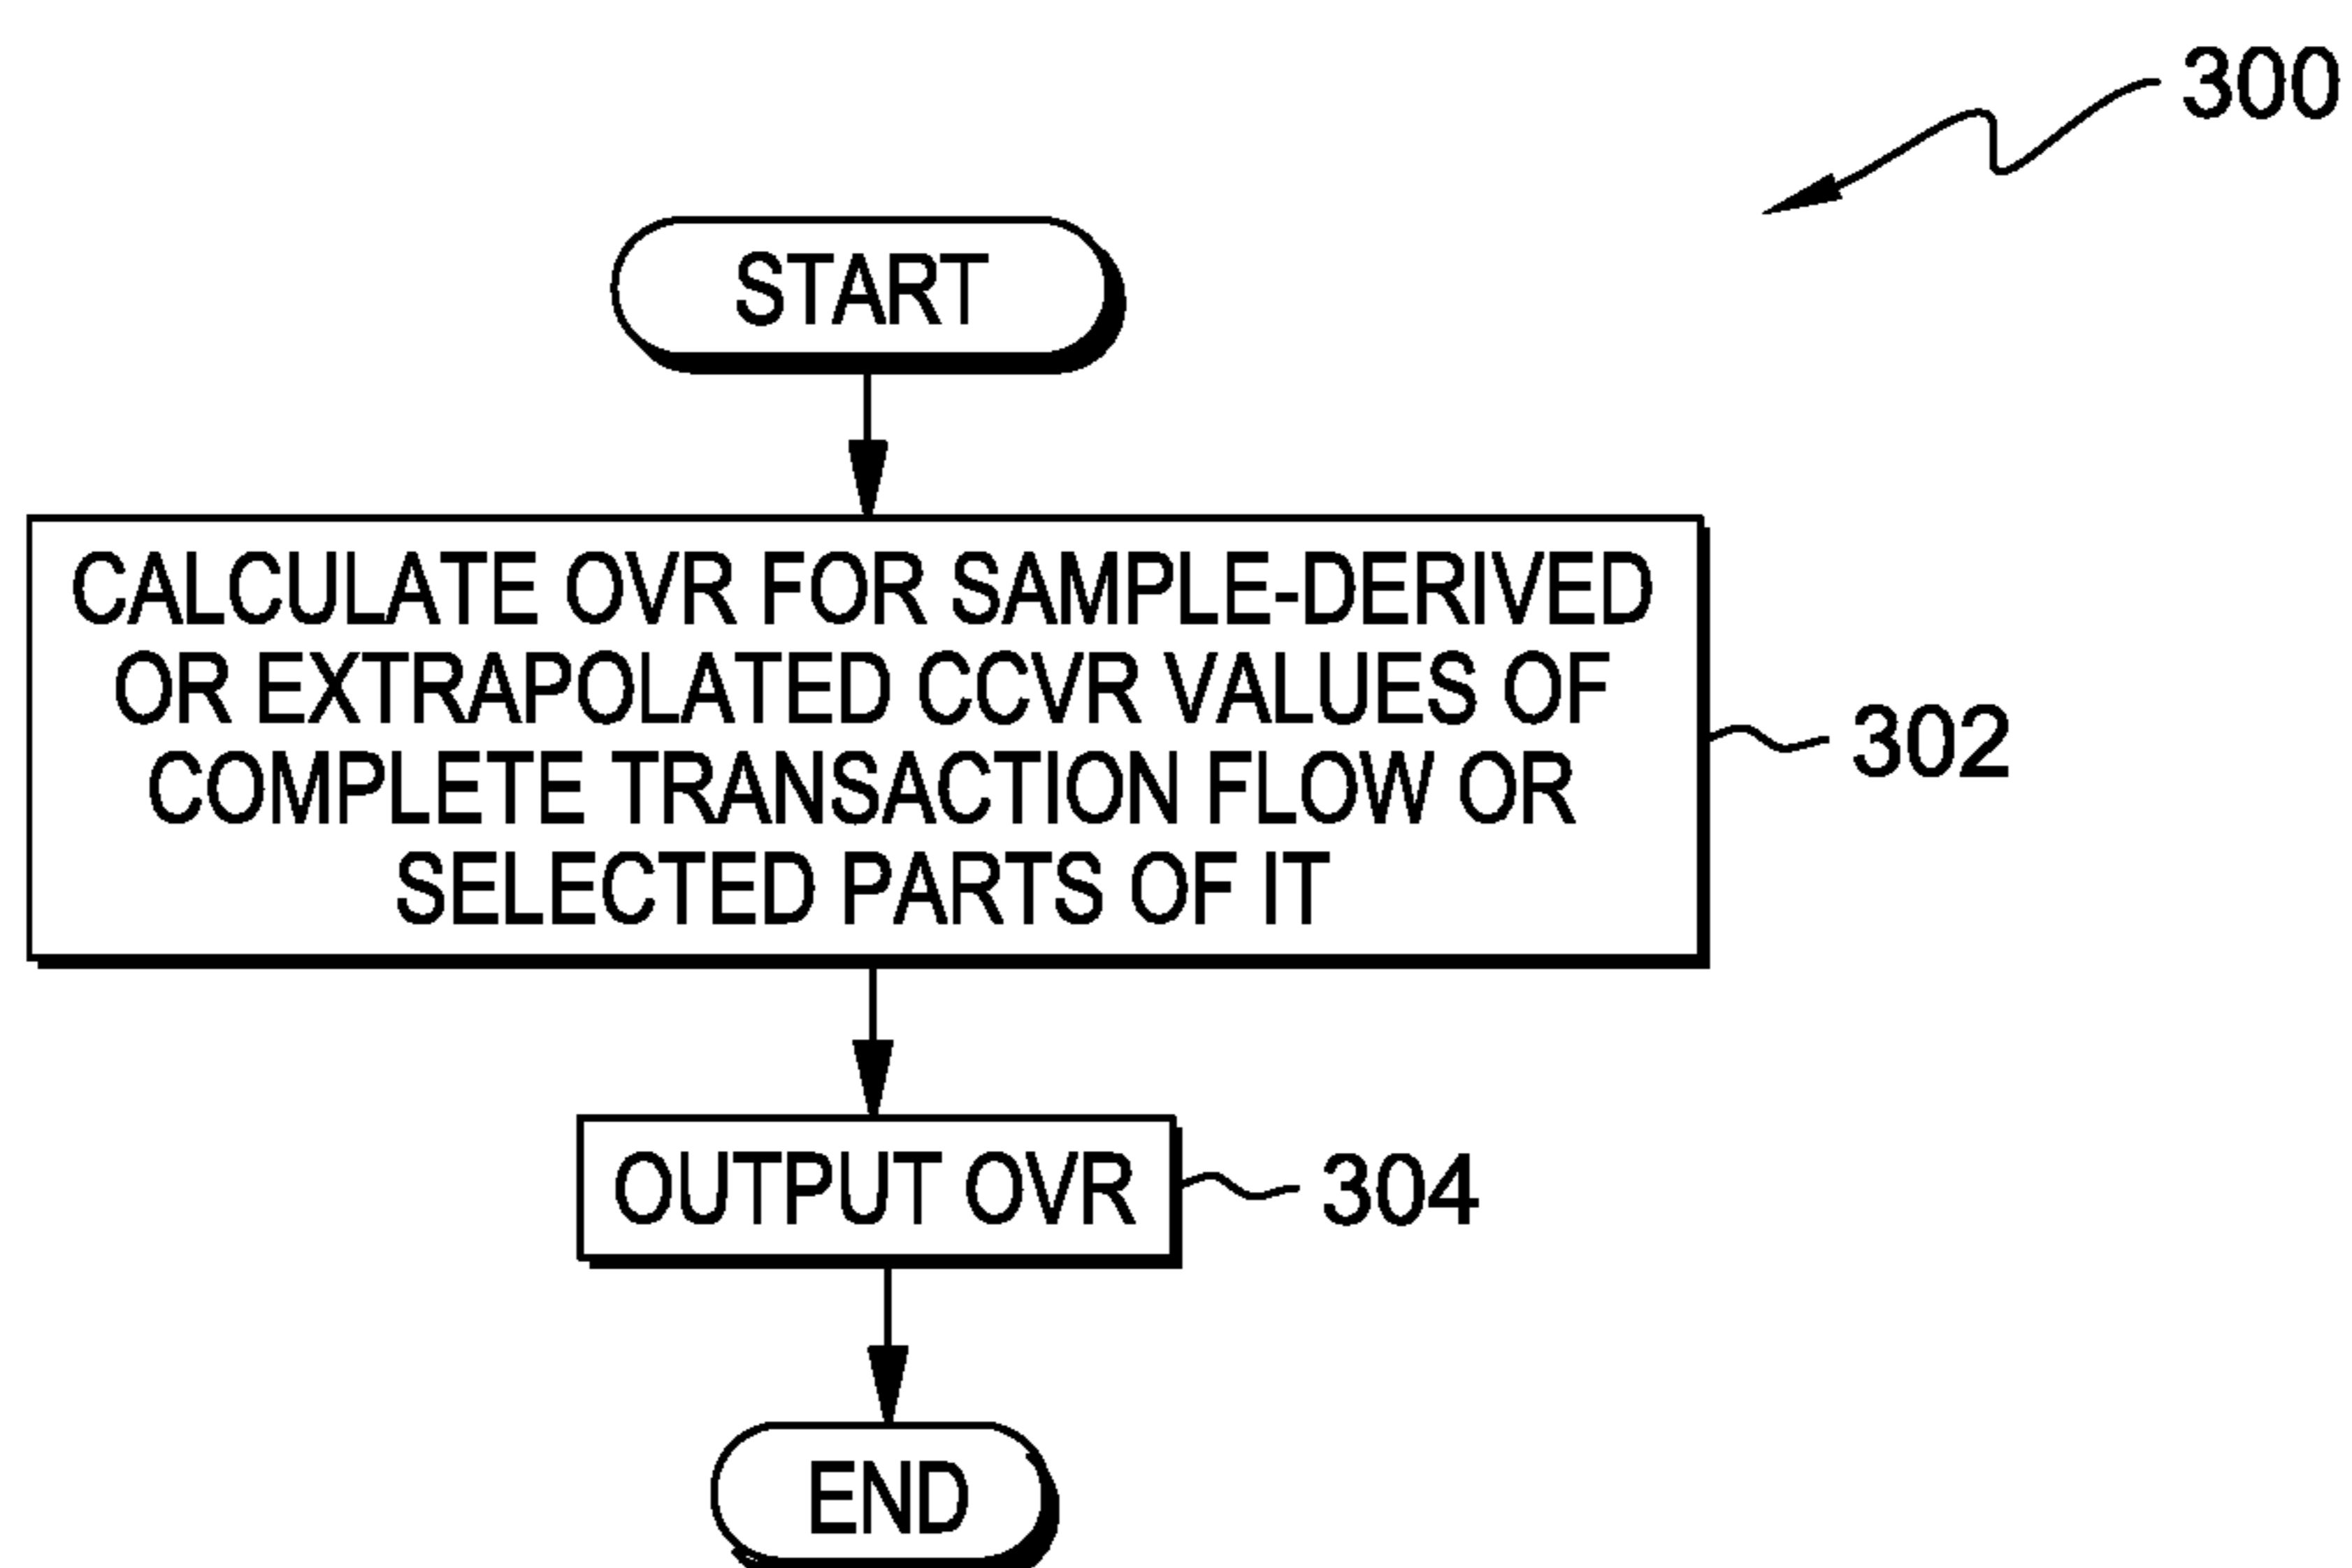 300
START
CALCULATE OVR FOR SAMPLE-DERIVED
OR EXTRAPOLATED CCVR VALUES OF
COMPLETE TRANSACTION FLOW OR
SELECTED PARTS OF IT
302
OUTPUT OVR
304
END